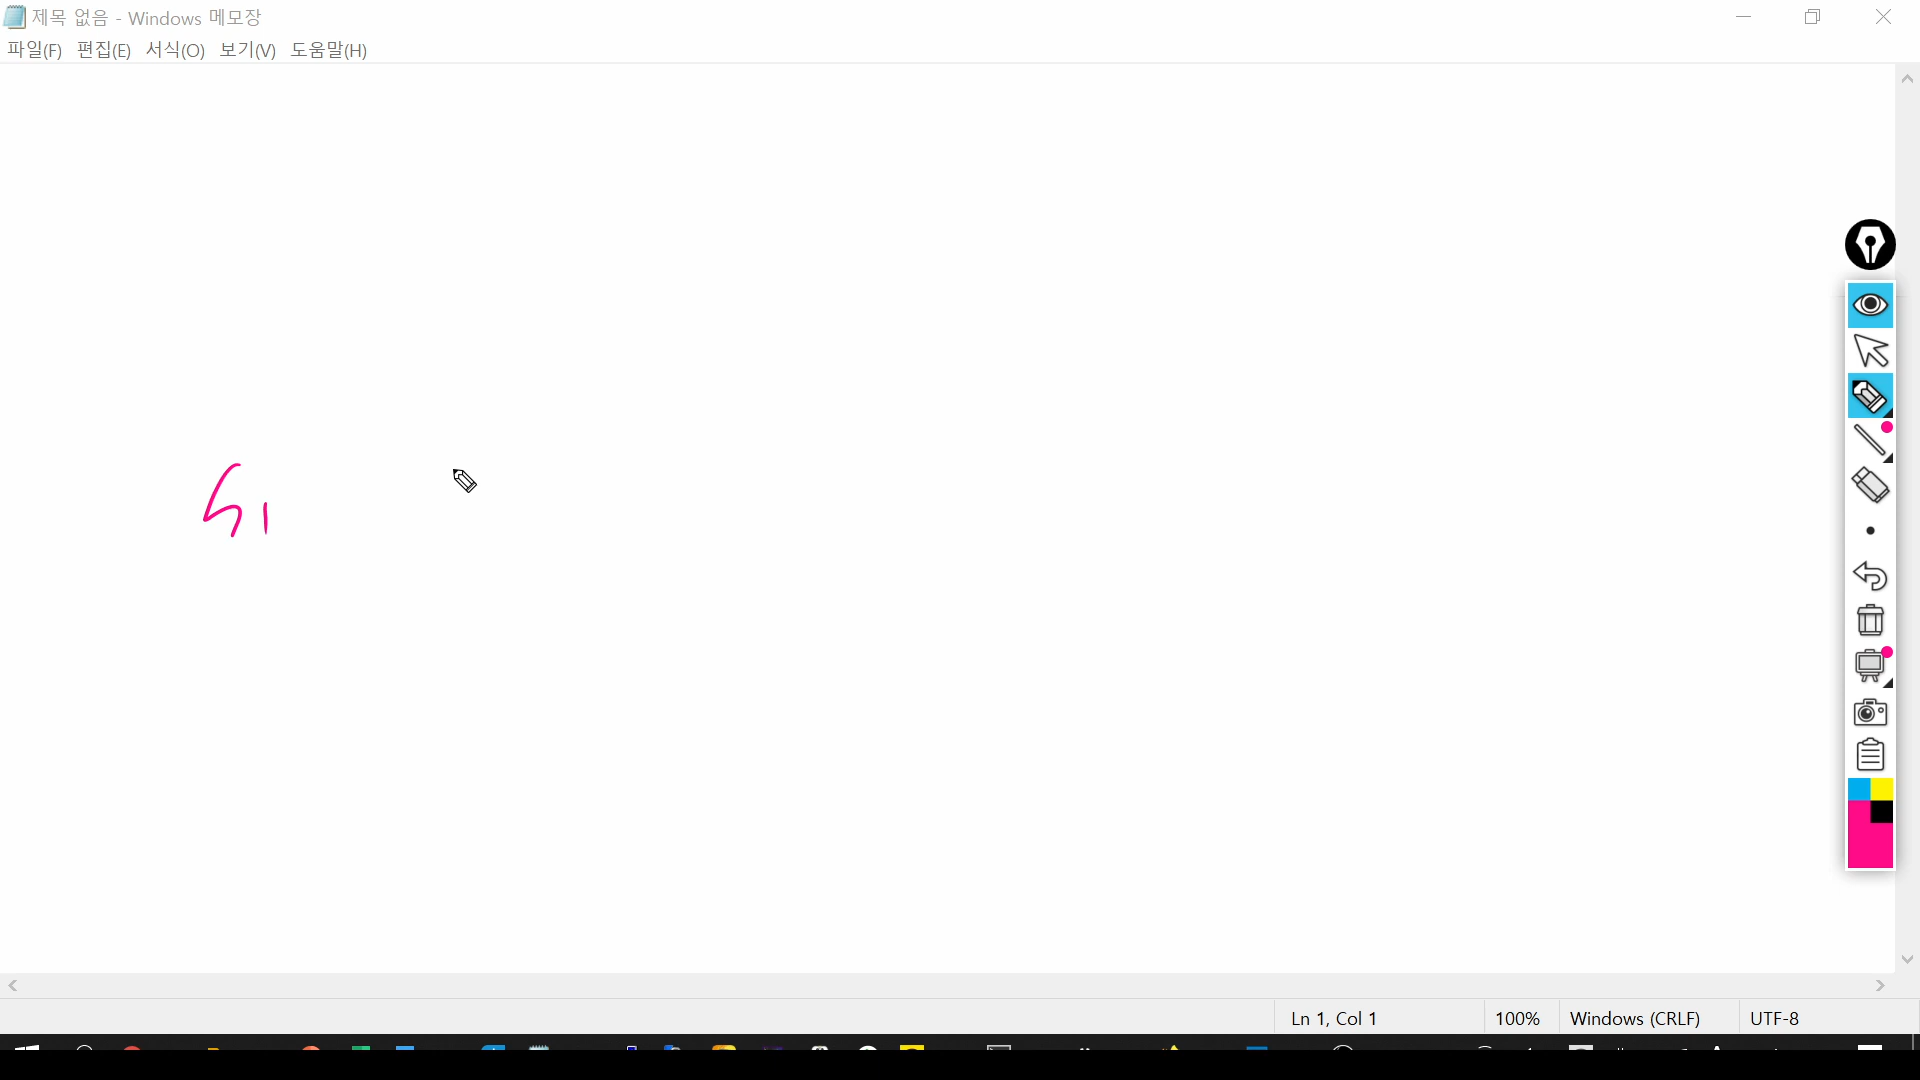 제목 없음 - Windows 메모장
파일(F) 편집(E) 서식(O) 보기(V) 도움말(H)
hı
Ln 1, Col 1 100% Windows (CRLF) UTF-8